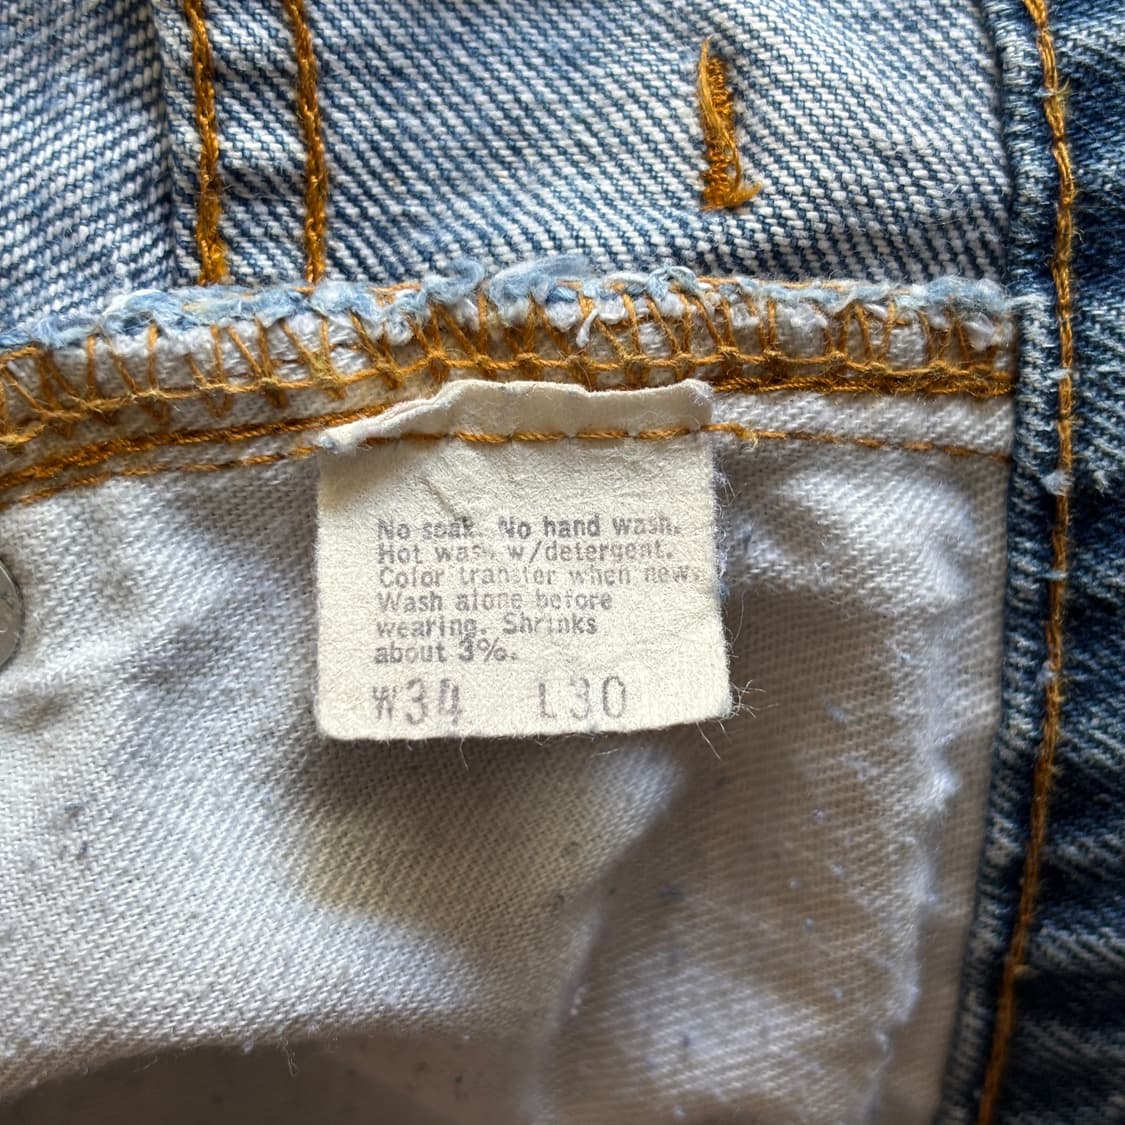 No soak. No hand wash.
Hot wash w/detergent.
Color transfer when new.
Wash alone before
wearing. Shrinks
about 3%.
W34 L30